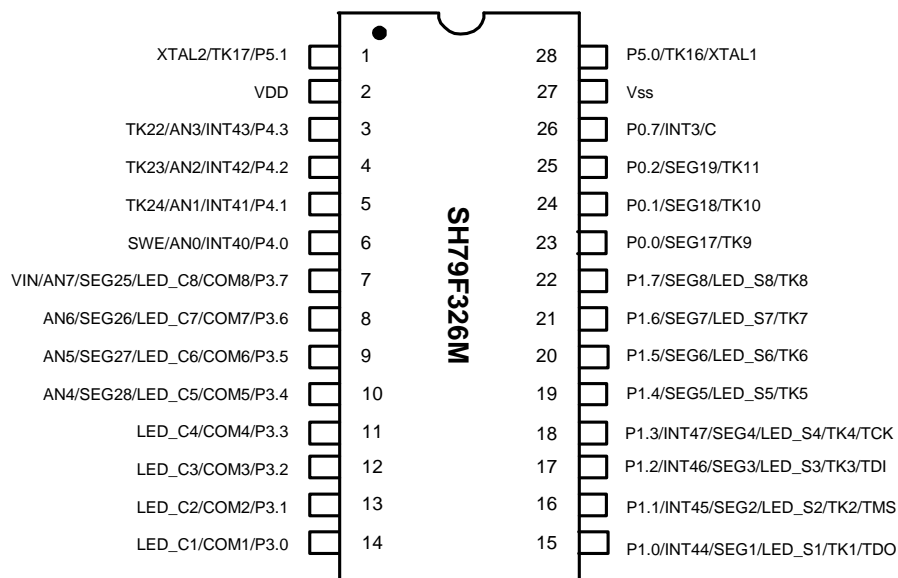 XTAL2/TK17/P5.1 1 28 P5.0/TK16/XTAL1
VDD 2 27 Vss
TK22/AN3/INT43/P4.3 3 26 P0.7/INT3/C
TK23/AN2/INT42/P4.2 4 25 P0.2/SEG19/TK11
TK24/AN1/INT41/P4.1 5 24 P0.1/SEG18/TK10
SWE/AN0/INT40/P4.0 6 23 P0.0/SEG17/TK9
VIN/AN7/SEG25/LED_C8/COM8/P3.7 7 22 P1.7/SEG8/LED_S8/TK8
AN6/SEG26/LED_C7/COM7/P3.6 8 21 P1.6/SEG7/LED_S7/TK7
AN5/SEG27/LED_C6/COM6/P3.5 9 20 P1.5/SEG6/LED_S6/TK6
AN4/SEG28/LED_C5/COM5/P3.4 10 19 P1.4/SEG5/LED_S5/TK5
LED_C4/COM4/P3.3 11 18 P1.3/INT47/SEG4/LED_S4/TK4/TCK
LED_C3/COM3/P3.2 12 17 P1.2/INT46/SEG3/LED_S3/TK3/TDI
LED_C2/COM2/P3.1 13 16 P1.1/INT45/SEG2/LED_S2/TK2/TMS
LED_C1/COM1/P3.0 14 15 P1.0/INT44/SEG1/LED_S1/TK1/TDO
SH79F326M